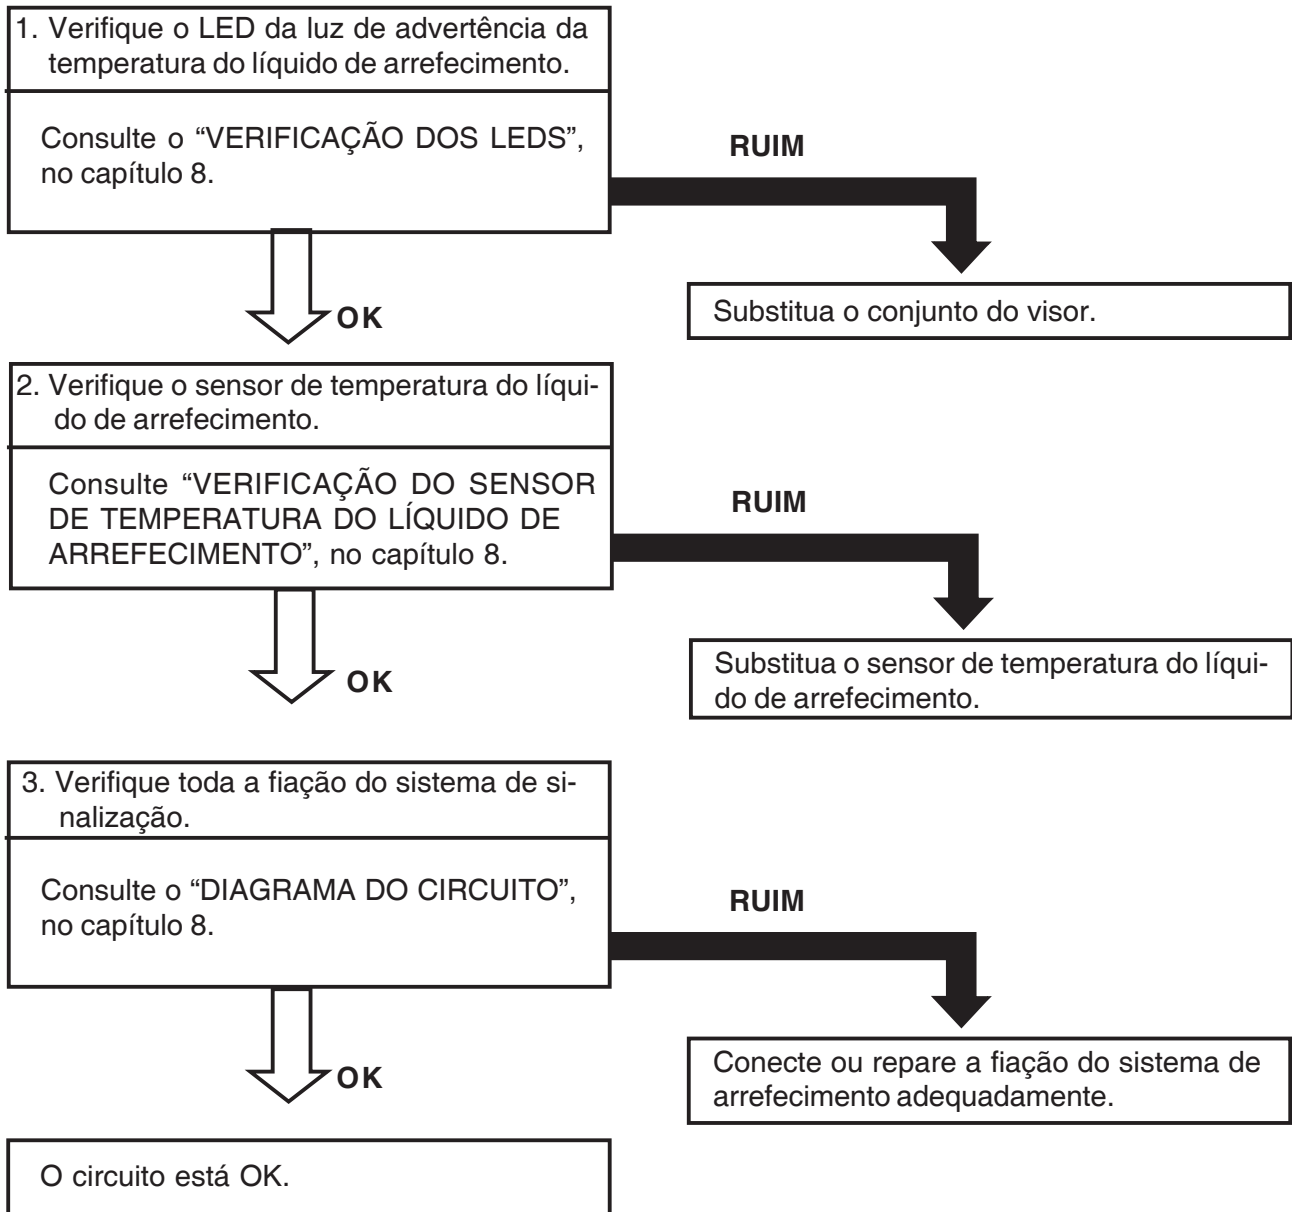 1. Verifique o LED da luz de advertência da
temperatura do líquido de arrefecimento.
Consulte o “VERIFICAÇÃO DOS LEDS”,
no capítulo 8.
RUIM
Substitua o conjunto do visor.
OK
2. Verifique o sensor de temperatura do líqui-
do de arrefecimento.
Consulte “VERIFICAÇÃO DO SENSOR
DE TEMPERATURA DO LÍQUIDO DE
ARREFECIMENTO”, no capítulo 8.
RUIM
Substitua o sensor de temperatura do líqui-
do de arrefecimento.
OK
3. Verifique toda a fiação do sistema de si-
nalização.
Consulte o “DIAGRAMA DO CIRCUITO”,
no capítulo 8.
RUIM
Conecte ou repare a fiação do sistema de
arrefecimento adequadamente.
OK
O circuito está OK.